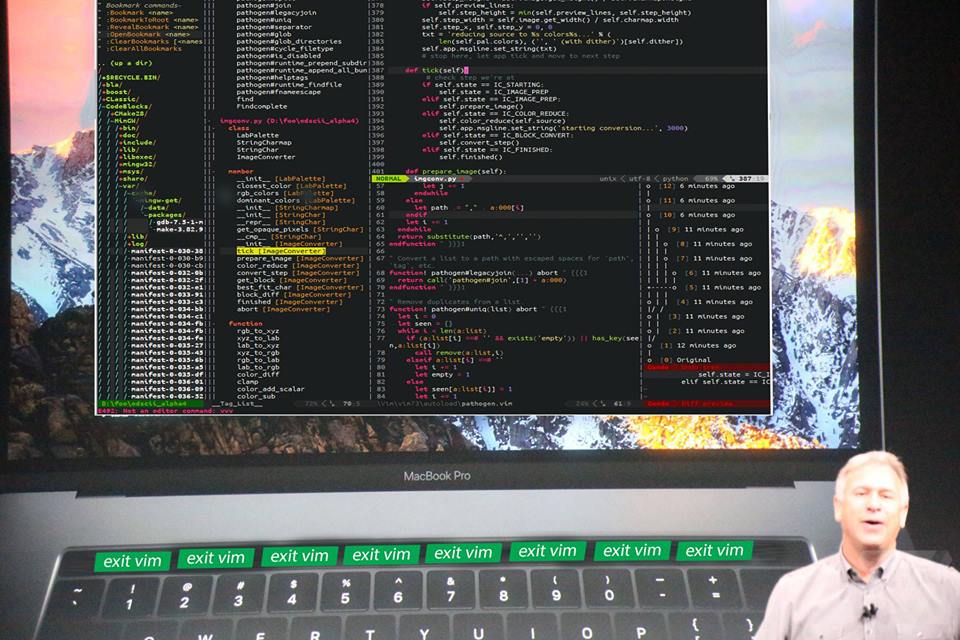 " Bookmark commands-
" :Bookmark <name>
" :BookmarkToRoot <name>
" :RevealBookmark <name>
" :OpenBookmark <name>
" :ClearBookmarks [<names
" :ClearAllBookmarks
.. (up a dir)
/+$RECYCLE.BIN/
/+bla/
/+boost/
/+Classic/
/~CodeBlocks/
/+CMake28/
/~MinGW/
/+bin/
/+doc/
/+include/
/+lib/
/+libexec/
/+mingw32/
/+msys/
/+share/
/~var/
/~cache/
/~mingw-get/
/+data/
/~packages/
/-gdb-7.5-1-m
/-make-3.82.9
/+lib/
/~log/
/-manifest-0-030-38
/-manifest-0-030-b9
/-manifest-0-030-c9
/-manifest-0-032-0b
/-manifest-0-032-2f
/-manifest-0-032-e1
/-manifest-0-033-91
/-manifest-0-033-c3
/-manifest-0-034-bb
/-manifest-0-034-c1
/-manifest-0-034-fb
/-manifest-0-034-fb
/-manifest-0-035-27
/-manifest-0-035-45
/-manifest-0-035-6b
/-manifest-0-035-df
/-manifest-0-036-01
/-manifest-0-036-09
/-manifest-0-036-52
D:\foo\edscii_alpha4
E492: Not an editor command: vvv
pathogen#join
pathogen#legacyjoin
pathogen#uniq
pathogen#separator
pathogen#glob
pathogen#glob_directories
pathogen#cycle_filetype
pathogen#is_disabled
pathogen#runtime_prepend_subdir
pathogen#runtime_append_all_bun
pathogen#helptags
pathogen#runtime_findfile
pathogen#fnameescape
find
Findcomplete
imgconv.py (D:\foo\edscii_alpha4)
class
LabPalette
StringCharmap
StringChar
ImageConverter
member
__init__ [LabPalette]
closest_color [LabPalette]
rgb_colors [LabPalette]
dominant_colors [LabPalette]
__init__ [StringCharmap]
__init__ [StringChar]
__repr__ [StringChar]
get_opaque_pixels [StringChar]
__cmp__ [StringChar]
__init__ [ImageConverter]
tick [ImageConverter]
prepare_image [ImageConverter]
color_reduce [ImageConverter]
convert_step [ImageConverter]
get_block [ImageConverter]
best_fit_char [ImageConverter]
block_diff [ImageConverter]
finished [ImageConverter]
abort [ImageConverter]
function
rgb_to_xyz
xyz_to_lab
lab_to_xyz
xyz_to_rgb
rgb_to_lab
lab_to_rgb
color_diff
clamp
color_add_scalar
color_sub
__Tag_List__ 72% 70:5
378 if self.preview_lines:
379 self.step_height = min(self.preview_lines, self.step_height)
380 self.step_width = self.image.get_width() / self.charmap.width
381 self.step_x, self.step_y = 0, 0
382 txt = 'reducing source to %s colors%s...' % (
383 len(self.pal.colors), ('', ' (with dither)')[self.dither])
384 self.app.msgline.set_string(txt)
385 # stop here, let app tick and move to next step
386
387 def tick(self):
388 # check step we're at
389 if self.state == IC_STARTING:
390 self.state = IC_IMAGE_PREP
391 elif self.state == IC_IMAGE_PREP:
392 self.prepare_image()
393 elif self.state == IC_COLOR_REDUCE:
394 self.color_reduce(self.source)
395 self.app.msgline.set_string('starting conversion...', 3000)
396 elif self.state == IC_BLOCK_CONVERT:
397 self.convert_step()
398 elif self.state == IC_FINISHED:
399 self.finished()
400
401 def prepare_image(self):
NORMAL imgconv.py unix utf-8 python 69% 387:19
57 let j += 1
58 endwhile
59 else
60 let path .= "," . a:000[i]
61 endif
62 let i += 1
63 endwhile
64 return substitute(path,'^,','','')
65 endfunction " }}}1
66
67 " Convert a list to a path with escaped spaces for 'path',
'tag', etc.
68 function! pathogen#legacyjoin(...) abort " {{{1
69 return call('pathogen#join',[1] + a:000)
70 endfunction " }}}1
71
72 " Remove duplicates from a list.
73 function! pathogen#uniq(list) abort " {{{1
74 let i = 0
75 let seen = {}
76 while i < len(a:list)
77 if (a:list[i] ==# '' && exists('empty')) || has_key(see
n,a:list[i])
78 call remove(a:list,i)
79 elseif a:list[i] ==# ''
80 let i += 1
81 let empty = 1
82 else
83 let seen[a:list[i]] = 1
84 let i += 1
\Vim\vim73\autoload\pathogen.vim 24% 61:9
[12] 6 minutes ago
o [11] 6 minutes ago
o [10] 6 minutes ago
o [9] 11 minutes ago
o [8] 11 minutes ago
o [7] 11 minutes ago
o [6] 11 minutes ago
o [5] 11 minutes ago
o [4] 11 minutes ago
o [3] 11 minutes ago
[2] 11 minutes ago
o [1] 12 minutes ago
o [0] Original
Gundo Undo tree
self.state = IC_I
elif self.state == IC
Gundo Diff preview
MacBook Pro
exit vim exit vim exit vim exit vim exit vim exit vim exit vim exit vim
~ ! @ # $ % ^ & * ( ) — +
` 1 2 3 4 5 6 7 8 9 0 - =
Q W E R T Y U I O P { }